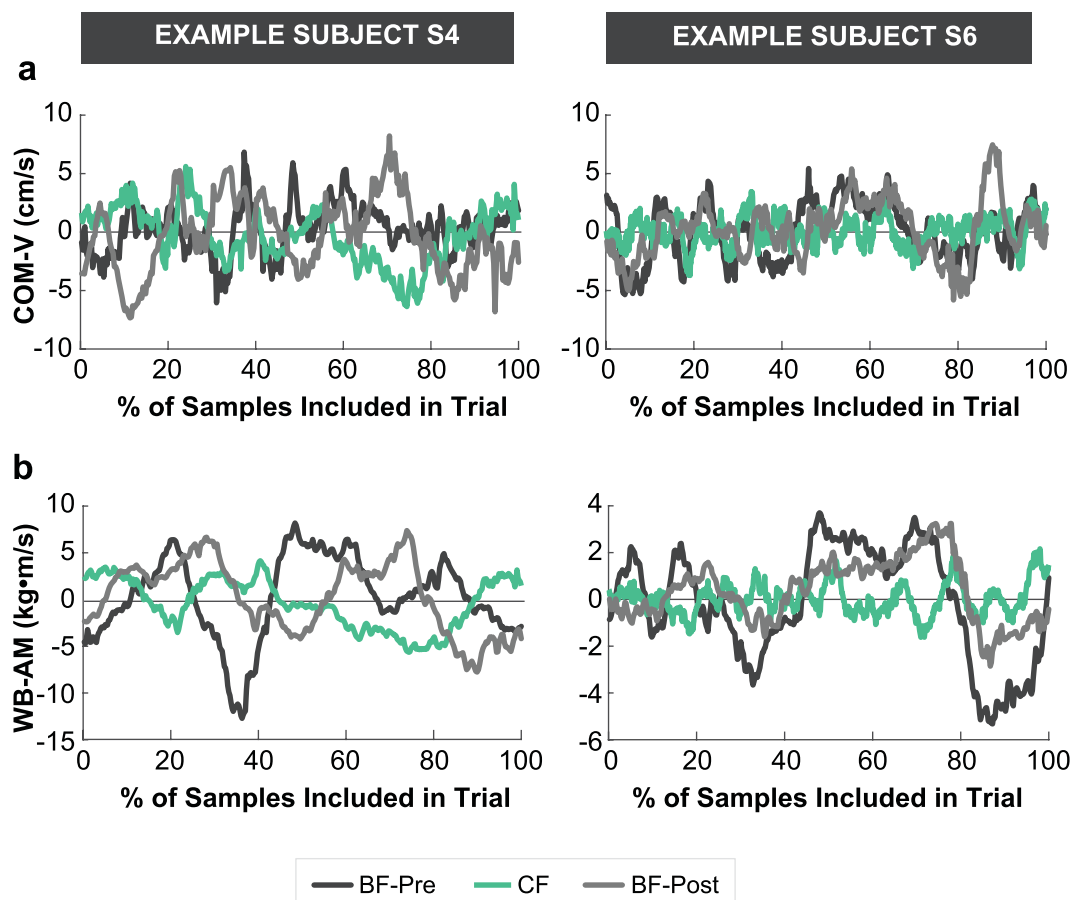 EXAMPLE SUBJECT S4
EXAMPLE SUBJECT S6
a
COM-V (cm/s)
10
5
0
-5
-10
0 20 40 60 80 100
% of Samples Included in Trial
10
5
0
-5
-10
0 20 40 60 80 100
% of Samples Included in Trial
b
WB-AM (kg•m/s)
10
5
0
-5
-10
-15
0 20 40 60 80 100
% of Samples Included in Trial
4
2
0
-2
-4
-6
0 20 40 60 80 100
% of Samples Included in Trial
BF-Pre CF BF-Post